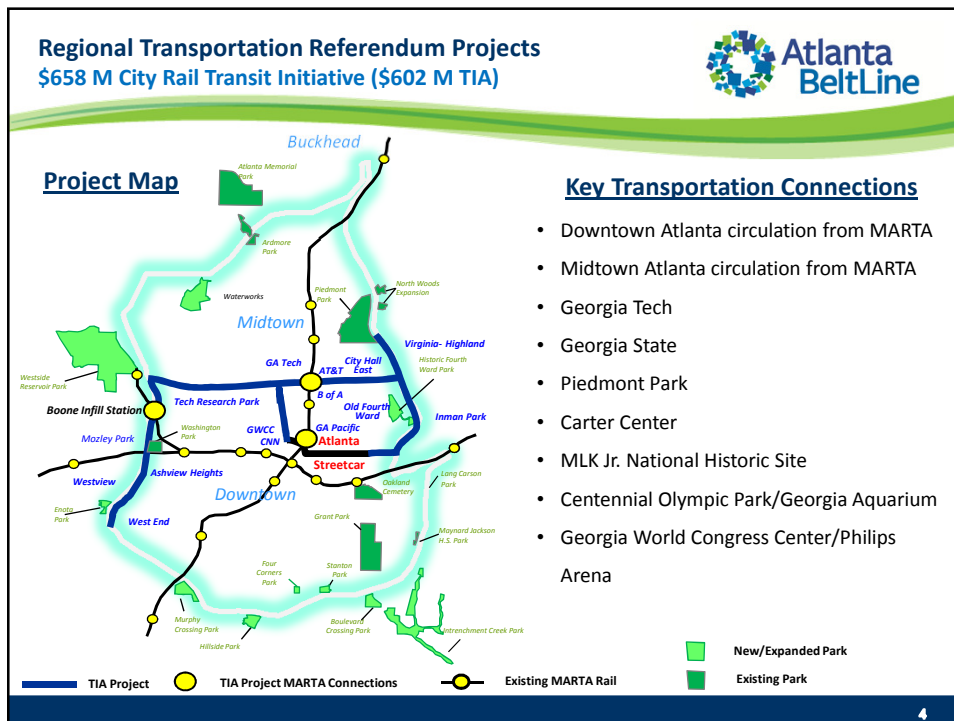 Regional Transportation Referendum Projects
$658 M City Rail Transit Initiative ($602 M TIA)
Atlanta
BeltLine
Project Map
Buckhead
Atlanta Memorial
Park
Ardmore
Park
Waterworks
Piedmont
Park
North Woods
Expansion
Midtown
Virginia- Highland
Historic Fourth
Ward Park
City Hall
East
GA Tech
AT&T
Westside
Reservoir Park
Tech Research Park
B of A
Old Fourth
Ward
Inman Park
Boone Infill Station
Washington
Park
GWCC
CNN
GA Pacific
Atlanta
Streetcar
Mozley Park
Ashview Heights
Westview
Downtown
Oakland
Cemetery
Lang Carson
Park
Enota
Park
West End
Grant Park
Maynard Jackson
H.S. Park
Four
Corners
Park
Stanton
Park
Murphy
Crossing Park
Hillside Park
Boulevard
Crossing Park
Intrenchment Creek Park
Key Transportation Connections
• Downtown Atlanta circulation from MARTA
• Midtown Atlanta circulation from MARTA
• Georgia Tech
• Georgia State
• Piedmont Park
• Carter Center
• MLK Jr. National Historic Site
• Centennial Olympic Park/Georgia Aquarium
• Georgia World Congress Center/Philips
Arena
New/Expanded Park
Existing Park
TIA Project
TIA Project MARTA Connections
Existing MARTA Rail
4